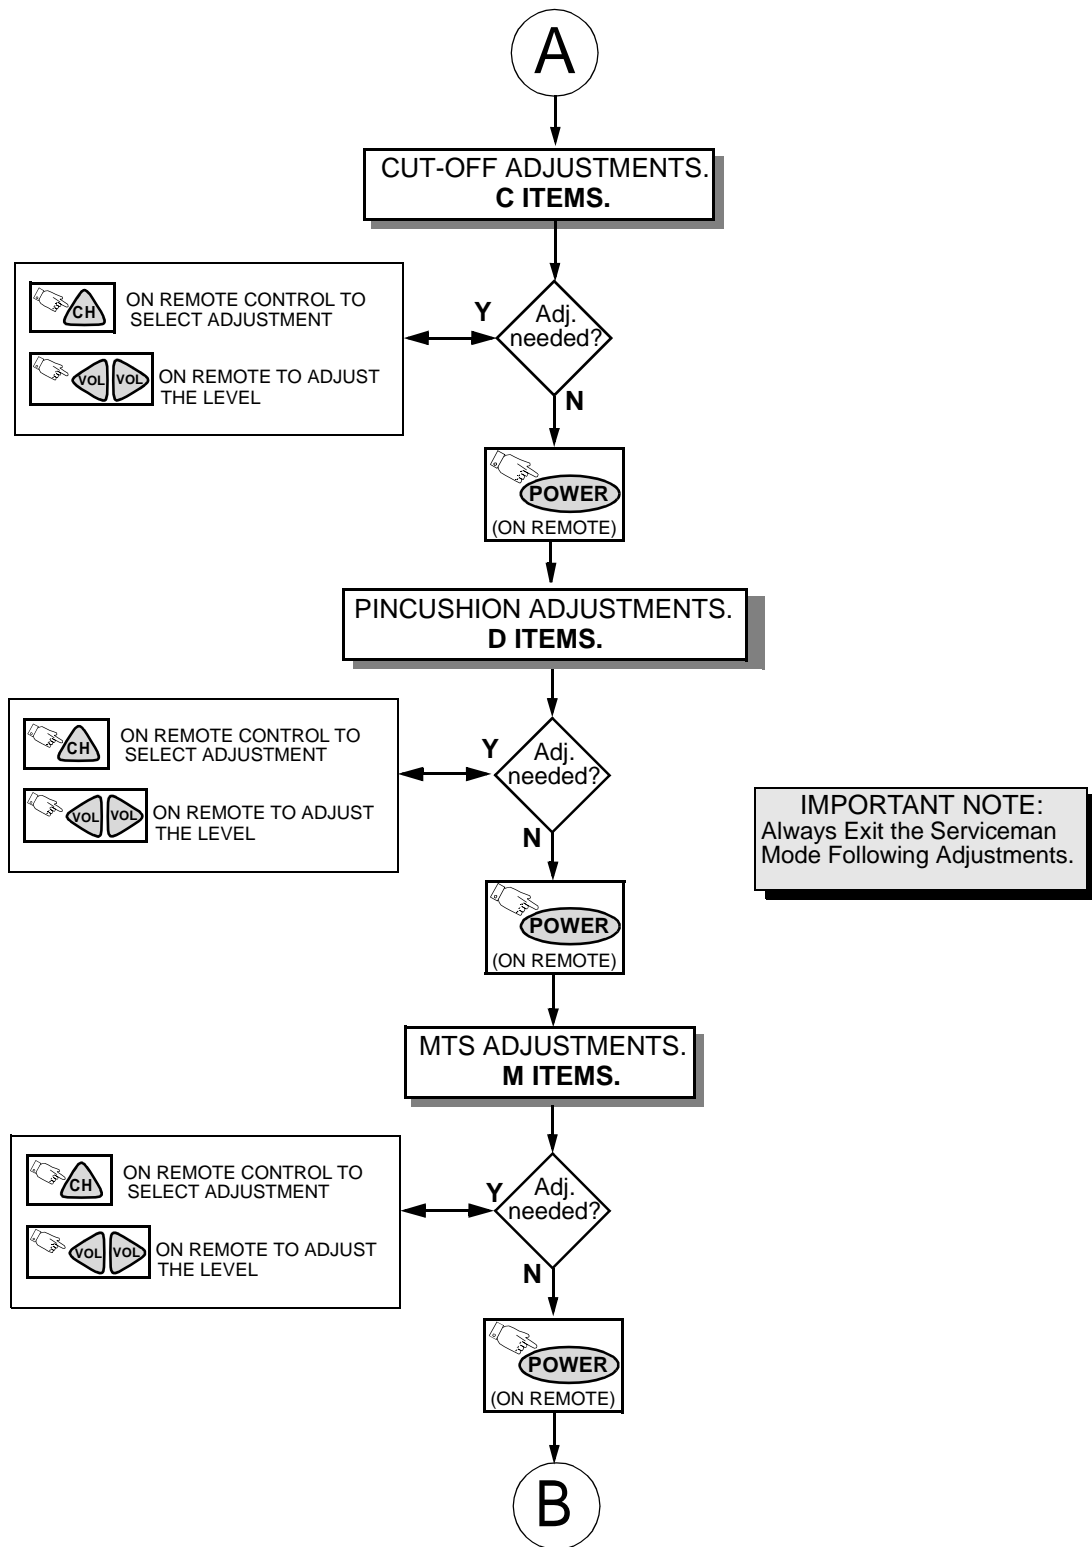 A
CUT-OFF ADJUSTMENTS.
C ITEMS.
CH
ON REMOTE CONTROL TO
SELECT ADJUSTMENT
VOL VOL
ON REMOTE TO ADJUST
THE LEVEL
Y
Adj.
needed?
N
POWER
(ON REMOTE)
PINCUSHION ADJUSTMENTS.
D ITEMS.
CH
ON REMOTE CONTROL TO
SELECT ADJUSTMENT
VOL VOL
ON REMOTE TO ADJUST
THE LEVEL
Y
Adj.
needed?
N
IMPORTANT NOTE:
Always Exit the Serviceman
Mode Following Adjustments.
POWER
(ON REMOTE)
MTS ADJUSTMENTS.
M ITEMS.
CH
ON REMOTE CONTROL TO
SELECT ADJUSTMENT
VOL VOL
ON REMOTE TO ADJUST
THE LEVEL
Y
Adj.
needed?
N
POWER
(ON REMOTE)
B